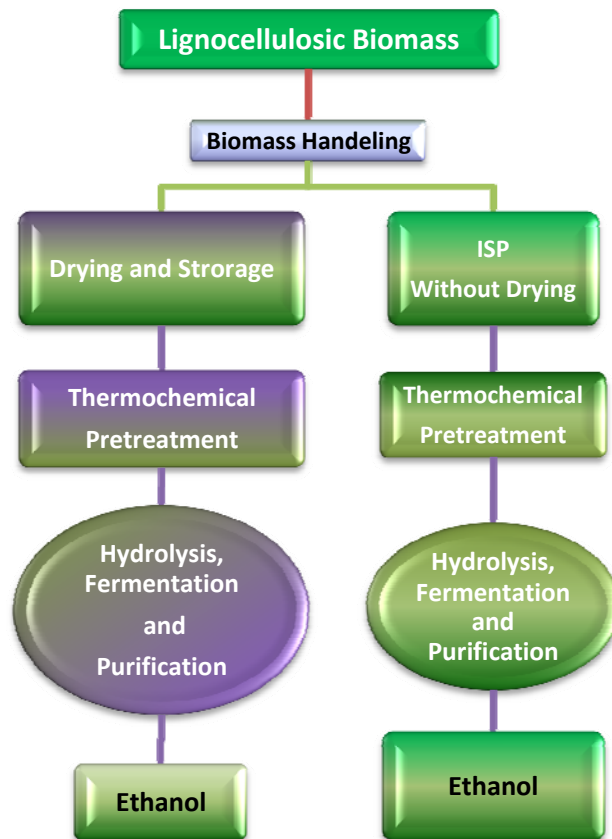 Lignocellulosic Biomass
Biomass Handeling
Drying and Strorage
ISP
Without Drying
Thermochemical
Pretreatment
Thermochemical
Pretreatment
Hydrolysis,
Fermentation
and
Purification
Hydrolysis,
Fermentation
and
Purification
Ethanol
Ethanol